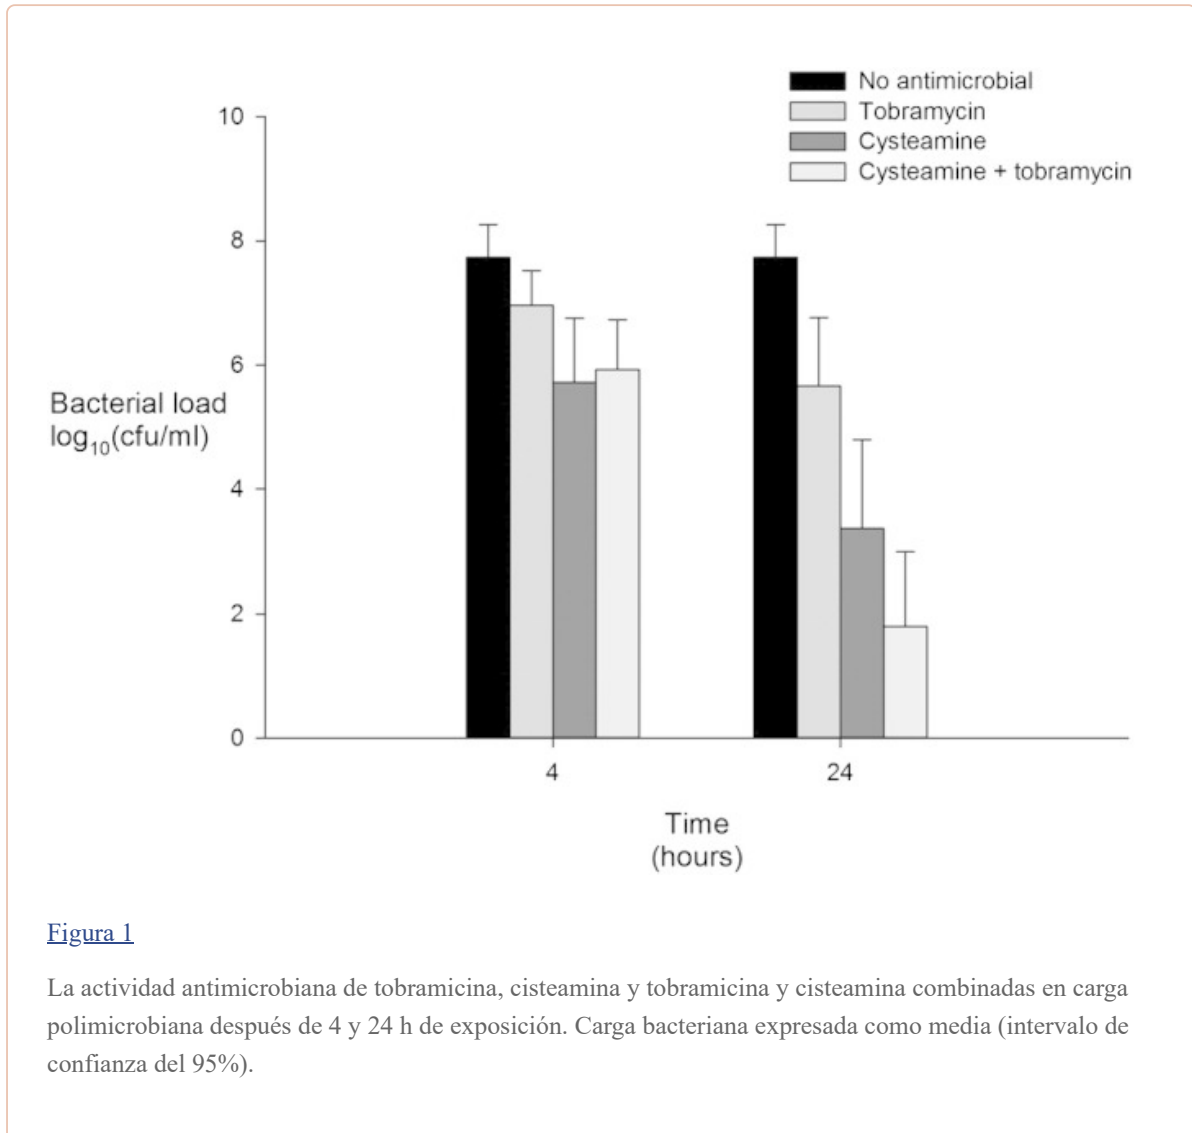 No antimicrobial
Tobramycin
Cysteamine
Cysteamine + tobramycin
10
8
6
4
2
0
Bacterial load
log10(cfu/ml)
4
24
Time
(hours)
Figura 1
La actividad antimicrobiana de tobramicina, cisteamina y tobramicina y cisteamina combinadas en carga
polimicrobiana después de 4 y 24 h de exposición. Carga bacteriana expresada como media (intervalo de
confianza del 95%).